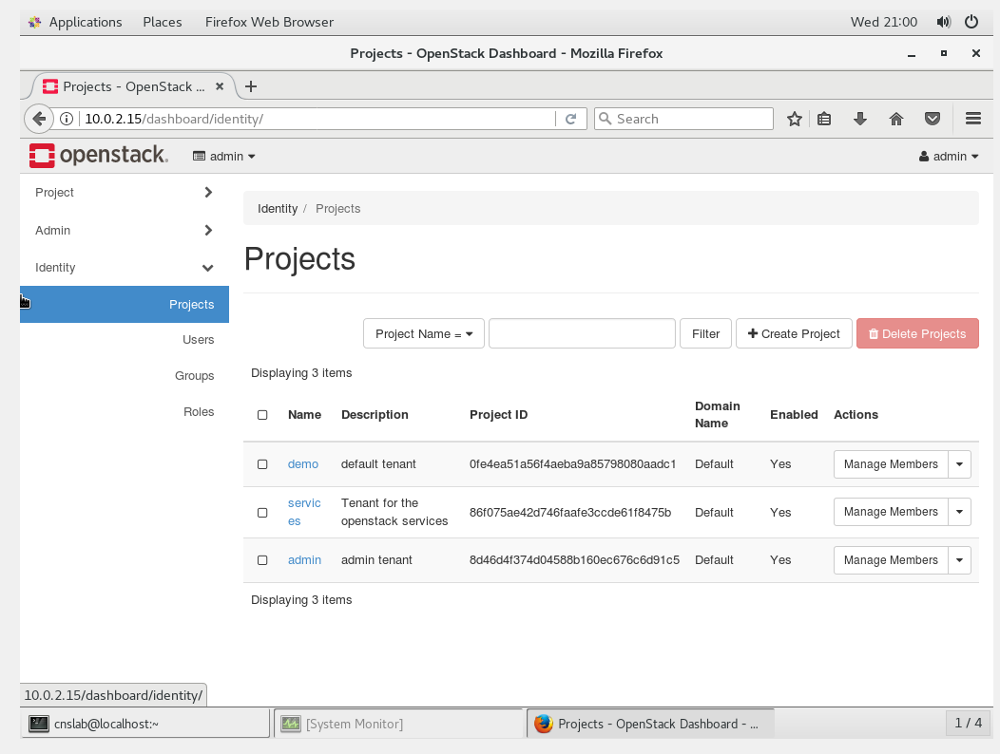 Applications Places Firefox Web Browser Wed 21:00
Projects - OpenStack Dashboard - Mozilla Firefox
Projects - OpenStack ...
10.0.2.15/dashboard/identity/ Search
openstack. admin admin
Project
Admin
Identity
Projects
Users
Groups
Roles
Identity / Projects
Projects
Project Name = Filter Create Project Delete Projects
Displaying 3 items
Name Description Project ID Domain Name Enabled Actions
demo default tenant 0fe4ea51a56f4aeba9a85798080aadc1 Default Yes Manage Members
servic
es
Tenant for the
openstack services
86f075ae42d746faafe3ccde61f8475b Default Yes Manage Members
admin admin tenant 8d46d4f374d04588b160ec676c6d91c5 Default Yes Manage Members
Displaying 3 items
10.0.2.15/dashboard/identity/
cnslab@localhost:~ [System Monitor] Projects - OpenStack Dashboard - ... 1 / 4